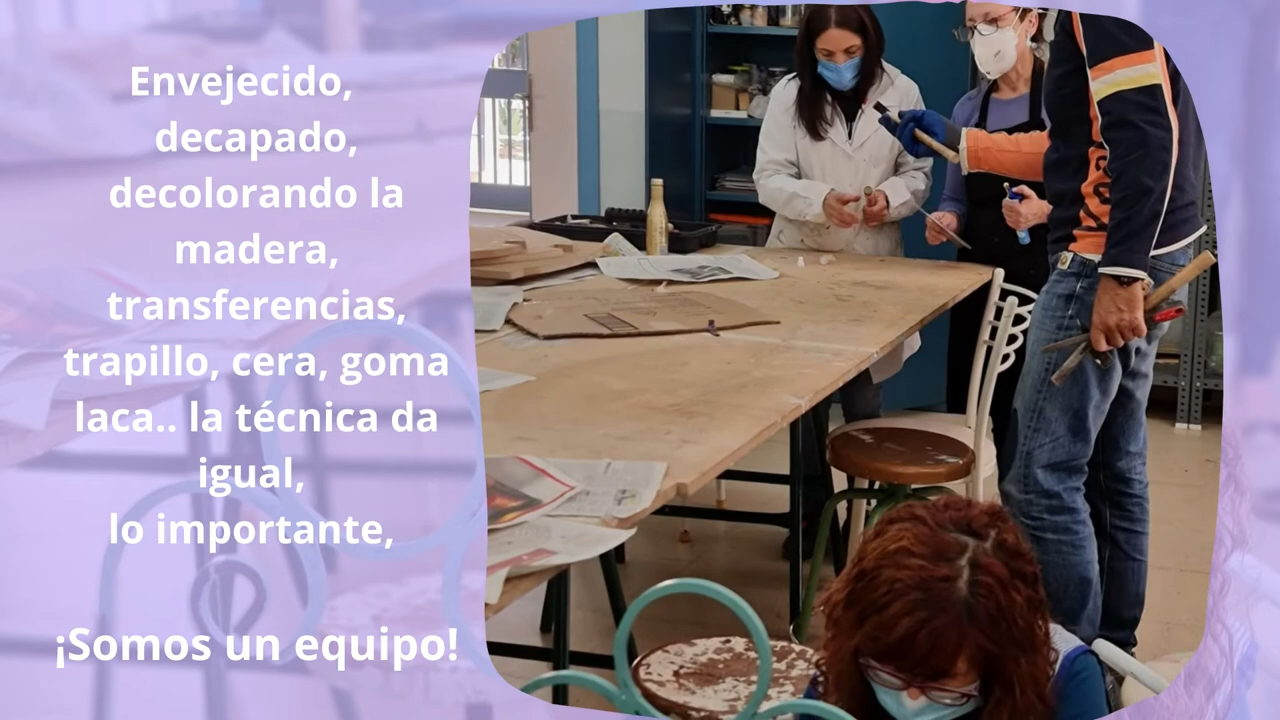 Envejecido,
decapado,
decolorando la
madera,
transferencias,
trapillo, cera, goma
laca.. la técnica da
igual,
lo importante,
¡Somos un equipo!